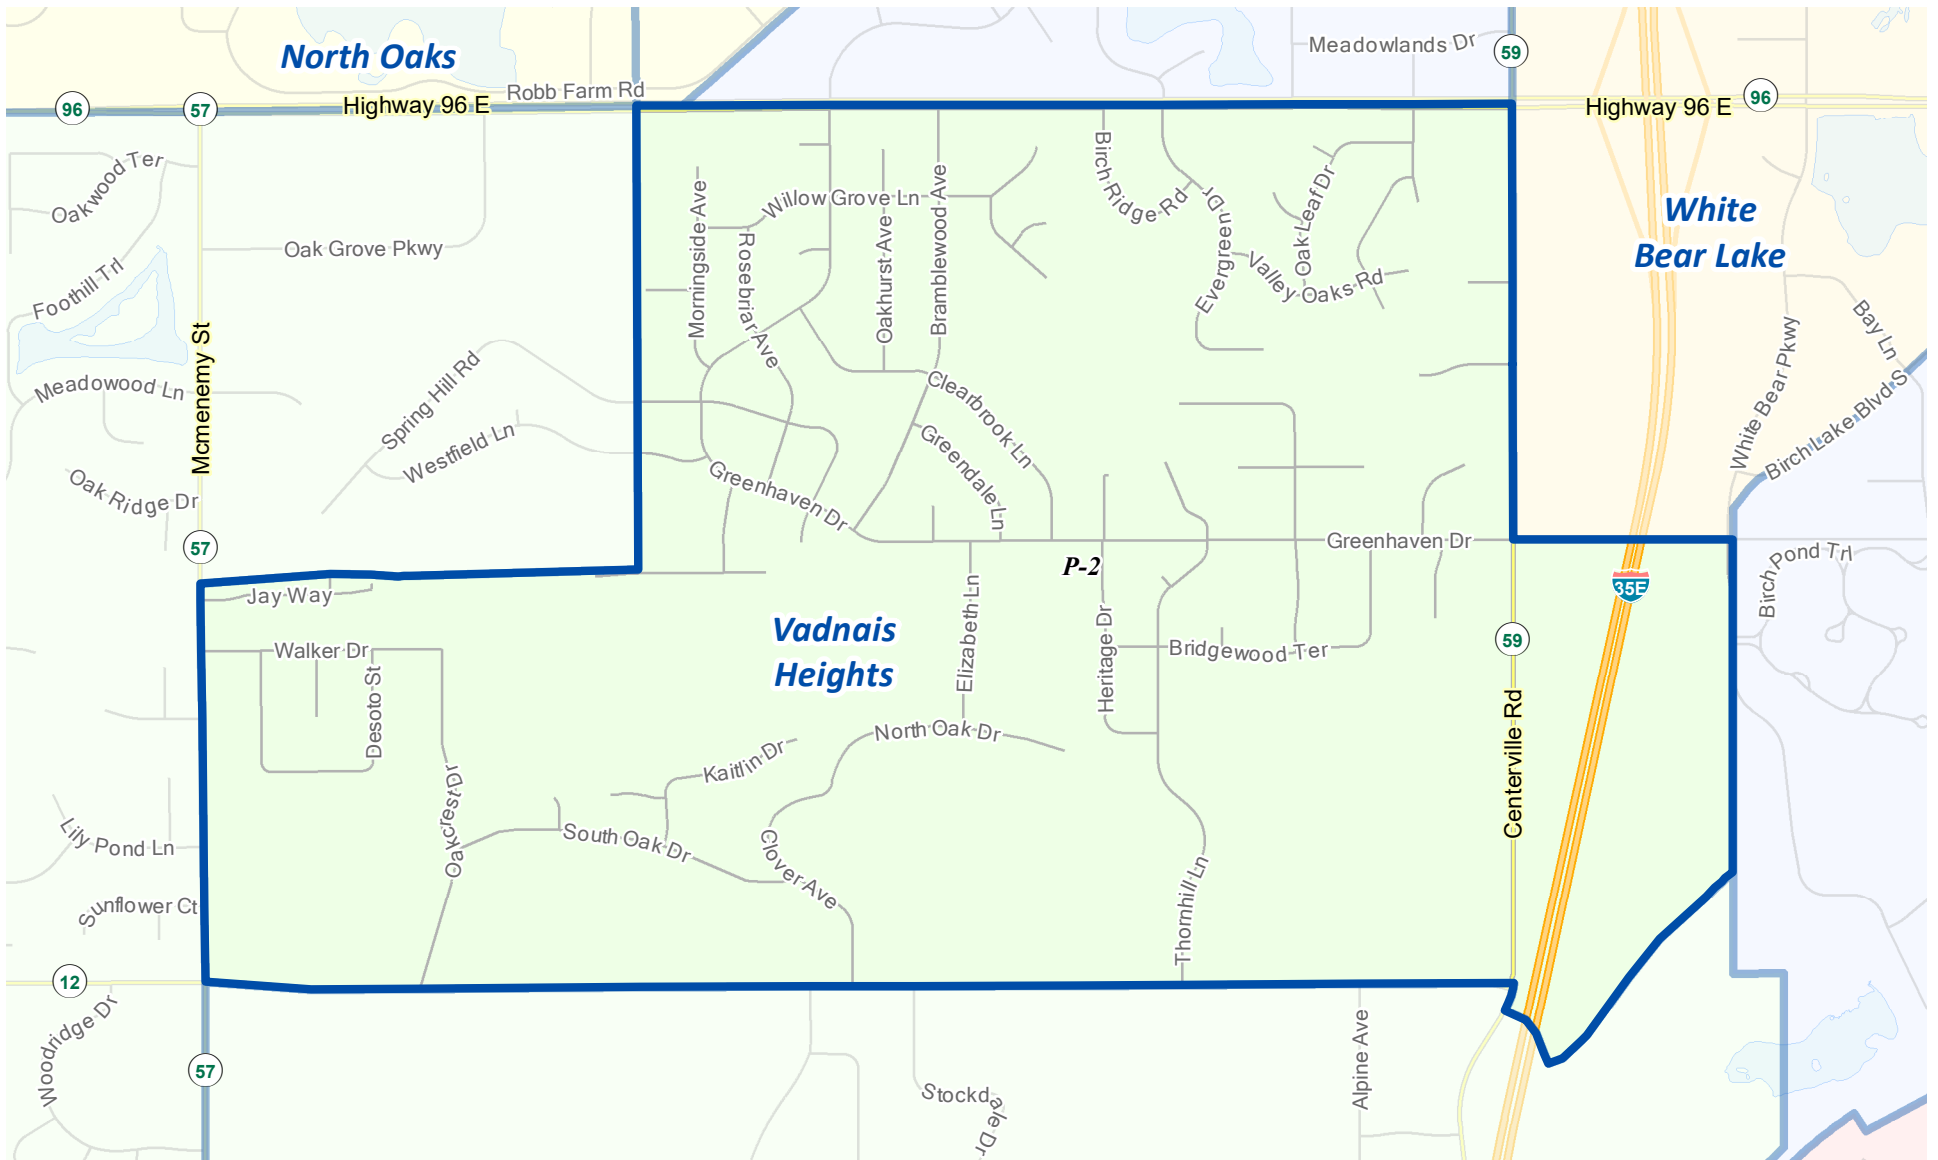 North Oaks
Meadowlands Dr
59
Robb Farm Rd
96
57
Highway 96 E
Highway 96 E
96
Oakwood Ter
Birch Ridge Rd
Oak Leaf Dr
Willow Grove Ln
Morningside Ave
Bramblewood Ave
Evergreen Dr
White
Bear Lake
Oak Grove Pkwy
Rosebriar Ave
Oakhurst Ave
Valley Oaks Rd
Foothill Trl
Bay Ln
Mcmenemy St
White Bear Pkwy
Meadowood Ln
Spring Hill Rd
Clearbrook Ln
Birch Lake Blvd S
Westfield Ln
Greendale Ln
Oak Ridge Dr
Greenhaven Dr
57
Greenhaven Dr
P-2
Birch Pond Trl
35E
Jay Way
Vadnais
Heights
Elizabeth Ln
Heritage Dr
59
Walker Dr
Bridgewood Ter
Desoto St
North Oak Dr
Centerville Rd
Kaitlin Dr
Oakcrest Dr
Lily Pond Ln
South Oak Dr
Clover Ave
Thornhill Ln
Sunflower Ct
12
Woodridge Dr
57
Stockdale Dr
Alpine Ave